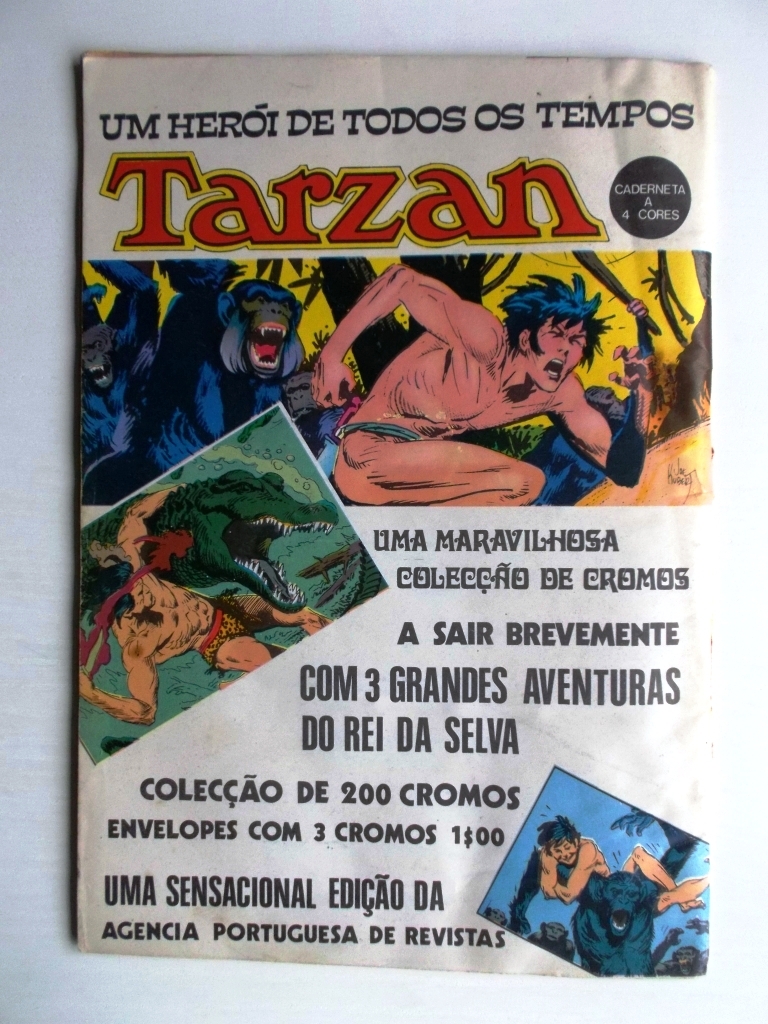 UM HERÓI DE TODOS OS TEMPOS
Tarzan
CADERNETA
A
4 CORES
Joe
Kubert
UMA MARAVILHOSA
COLECÇÃO DE CROMOS
A SAIR BREVEMENTE
COM 3 GRANDES AVENTURAS
DO REI DA SELVA
COLECÇÃO DE 200 CROMOS
ENVELOPES COM 3 CROMOS 1$00
UMA SENSACIONAL EDIÇÃO DA
AGENCIA PORTUGUESA DE REVISTAS